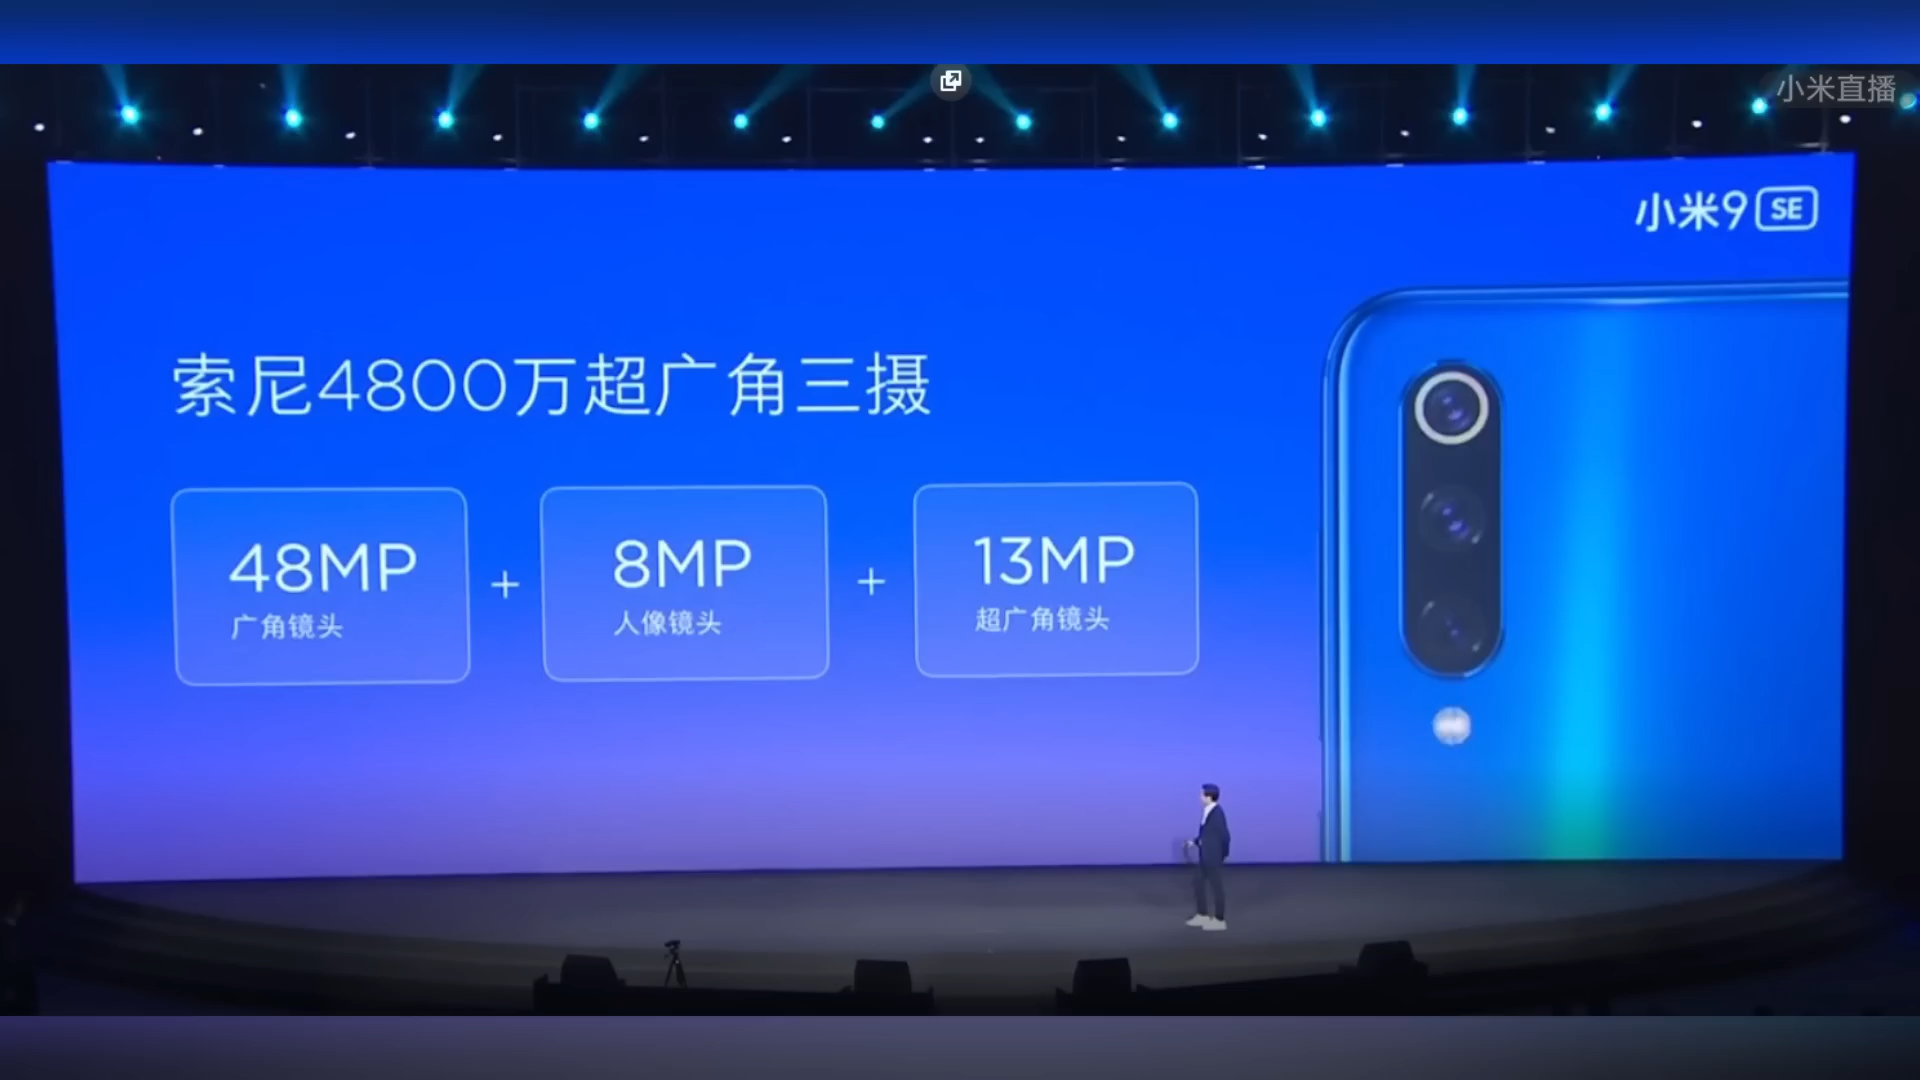 小米直播
小米9 SE
索尼4800万超广角三摄
48MP
广角镜头
+
8MP
人像镜头
+
13MP
超广角镜头